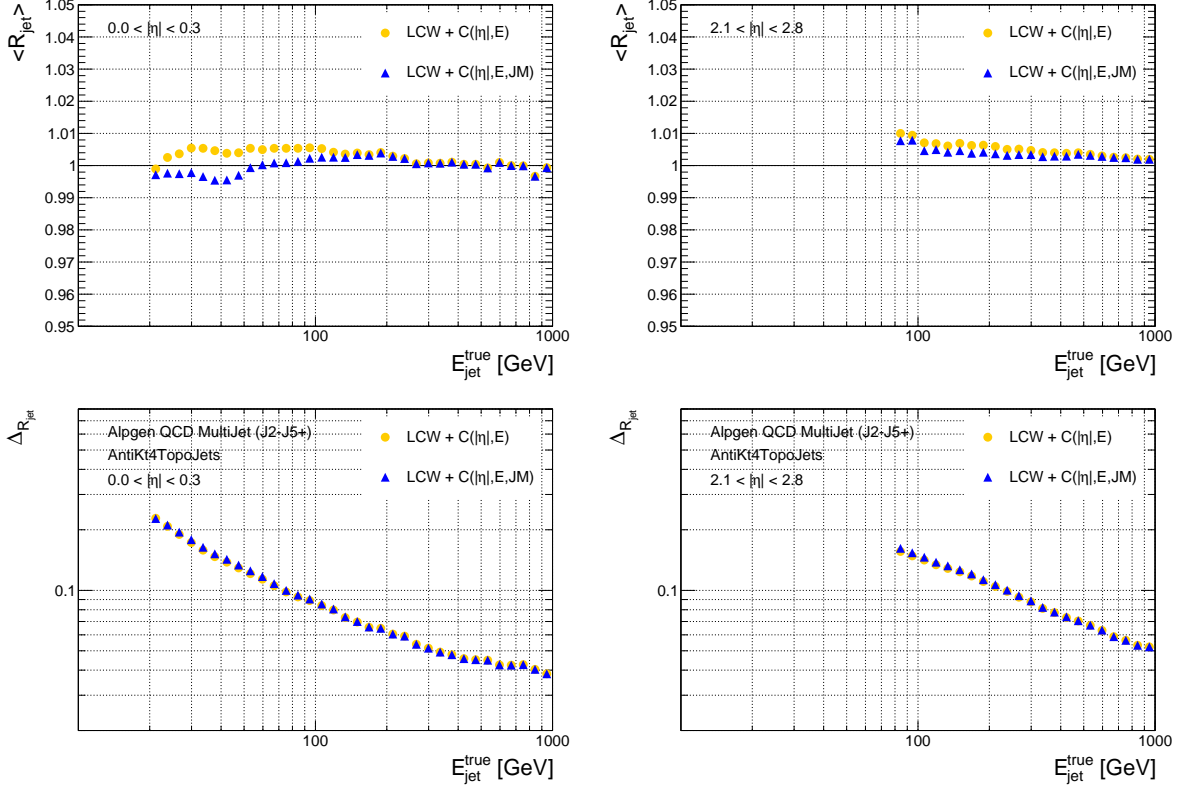 <R_jet>
1.05
1.04
1.03
1.02
1.01
1
0.99
0.98
0.97
0.96
0.95
0.0 < |η| < 0.3
LCW + C(|η|,E)
LCW + C(|η|,E,JM)
100
1000
E_jet^true [GeV]
<R_jet>
1.05
1.04
1.03
1.02
1.01
1
0.99
0.98
0.97
0.96
0.95
2.1 < |η| < 2.8
LCW + C(|η|,E)
LCW + C(|η|,E,JM)
100
1000
E_jet^true [GeV]
Δ_R_jet
Alpgen QCD MultiJet (J2-J5+)
AntiKt4TopoJets
0.0 < |η| < 0.3
LCW + C(|η|,E)
LCW + C(|η|,E,JM)
0.1
100
1000
E_jet^true [GeV]
Δ_R_jet
Alpgen QCD MultiJet (J2-J5+)
AntiKt4TopoJets
2.1 < |η| < 2.8
LCW + C(|η|,E)
LCW + C(|η|,E,JM)
0.1
100
1000
E_jet^true [GeV]